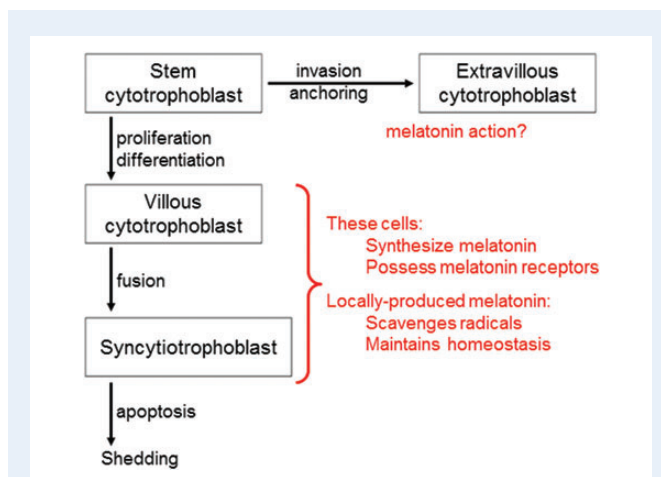 Stem
cytotrophoblast
invasion
anchoring
Extravillous
cytotrophoblast
melatonin action?
proliferation
differentiation
Villous
cytotrophoblast
These cells:
Synthesize melatonin
Possess melatonin receptors
fusion
Locally-produced melatonin:
Scavenges radicals
Maintains homeostasis
Syncytiotrophoblast
apoptosis
Shedding